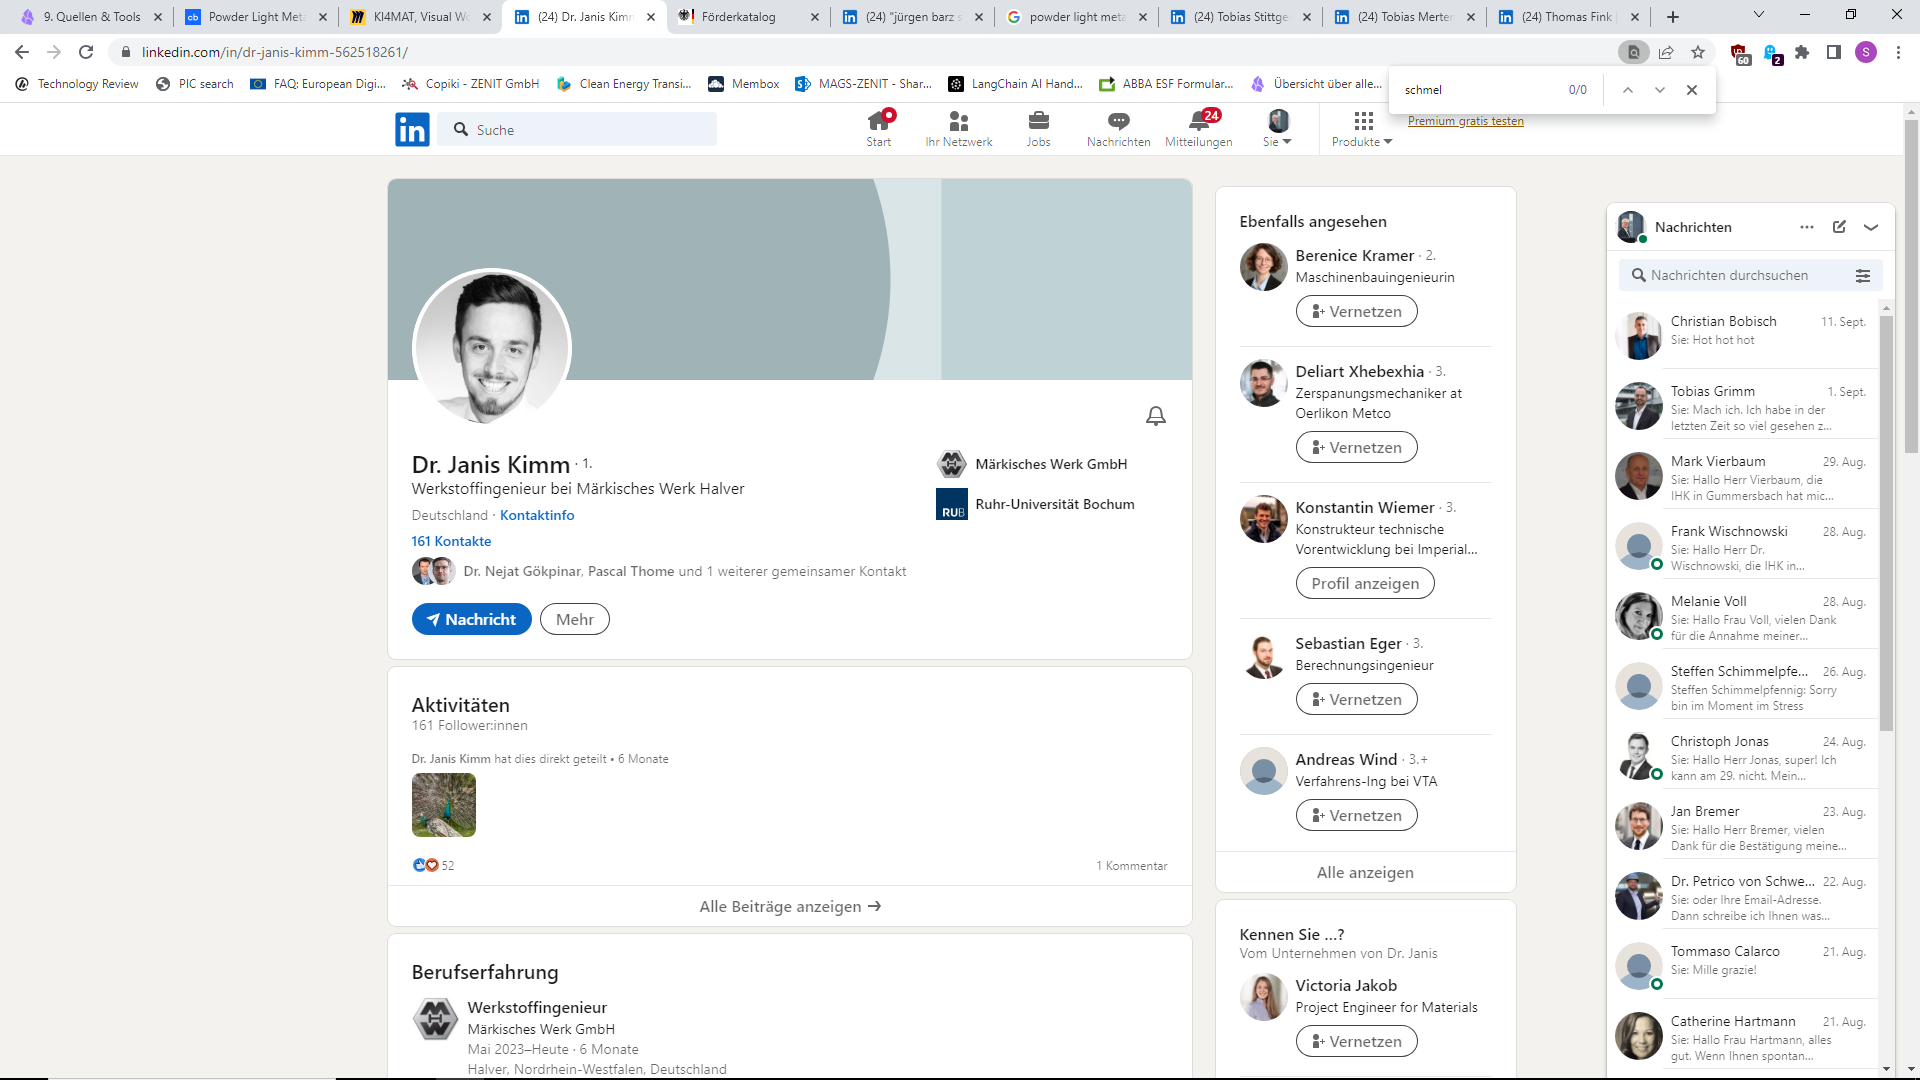 9. Quellen & Tools
Powder Light Meta
KI4MAT, Visual Wo
(24) Dr. Janis Kimm
Förderkatalog
(24) "jürgen barz s
powder light meta
(24) Tobias Stittge
(24) Tobias Merten
(24) Thomas Fink |
linkedin.com/in/dr-janis-kimm-562518261/
60
2
S
Technology Review
PIC search
FAQ: European Digi...
Copiki - ZENIT GmbH
Clean Energy Transi...
Membox
MAGS-ZENIT - Shar...
LangChain AI Hand...
ABBA ESF Formular...
Übersicht über alle...
schmel
0/0
in
Suche
Start
Ihr Netzwerk
Jobs
Nachrichten
24
Mitteilungen
Sie
Produkte
Premium gratis testen
Dr. Janis Kimm · 1.
Werkstoffingenieur bei Märkisches Werk Halver
Deutschland · Kontaktinfo
161 Kontakte
Dr. Nejat Gökpinar, Pascal Thome und 1 weiterer gemeinsamer Kontakt
Nachricht
Mehr
Märkisches Werk GmbH
RUB
Ruhr-Universität Bochum
Aktivitäten
161 Follower:innen
Dr. Janis Kimm hat dies direkt geteilt • 6 Monate
52
1 Kommentar
Alle Beiträge anzeigen →
Berufserfahrung
Werkstoffingenieur
Märkisches Werk GmbH
Mai 2023–Heute · 6 Monate
Halver, Nordrhein-Westfalen, Deutschland
Ebenfalls angesehen
Berenice Kramer · 2.
Maschinenbauingenieurin
Vernetzen
Deliart Xhebexhia · 3.
Zerspanungsmechaniker at
Oerlikon Metco
Vernetzen
Konstantin Wiemer · 3.
Konstrukteur technische
Vorentwicklung bei Imperial...
Profil anzeigen
Sebastian Eger · 3.
Berechnungsingenieur
Vernetzen
Andreas Wind · 3.+
Verfahrens-Ing bei VTA
Vernetzen
Alle anzeigen
Kennen Sie ...?
Vom Unternehmen von Dr. Janis
Victoria Jakob
Project Engineer for Materials
Vernetzen
Nachrichten
Nachrichten durchsuchen
Christian Bobisch
11. Sept.
Sie: Hot hot hot
Tobias Grimm
1. Sept.
Sie: Mach ich. Ich habe in der
letzten Zeit so viel gesehen z...
Mark Vierbaum
29. Aug.
Sie: Hallo Herr Vierbaum, die
IHK in Gummersbach hat mic...
Frank Wischnowski
28. Aug.
Sie: Hallo Herr Dr.
Wischnowski, die IHK in...
Melanie Voll
28. Aug.
Sie: Hallo Frau Voll, vielen Dank
für die Annahme meiner...
Steffen Schimmelpfe...
26. Aug.
Steffen Schimmelpfennig: Sorry
bin im Moment im Stress
Christoph Jonas
24. Aug.
Sie: Hallo Herr Jonas, super! Ich
kann am 29. nicht. Mein...
Jan Bremer
23. Aug.
Sie: Hallo Herr Bremer, vielen
Dank für die Bestätigung meine...
Dr. Petrico von Schwe...
22. Aug.
Sie: oder Ihre Email-Adresse.
Dann schreibe ich Ihnen was...
Tommaso Calarco
21. Aug.
Sie: Mille grazie!
Catherine Hartmann
21. Aug.
Sie: Hallo Frau Hartmann, alles
gut. Wenn Ihnen spontan...